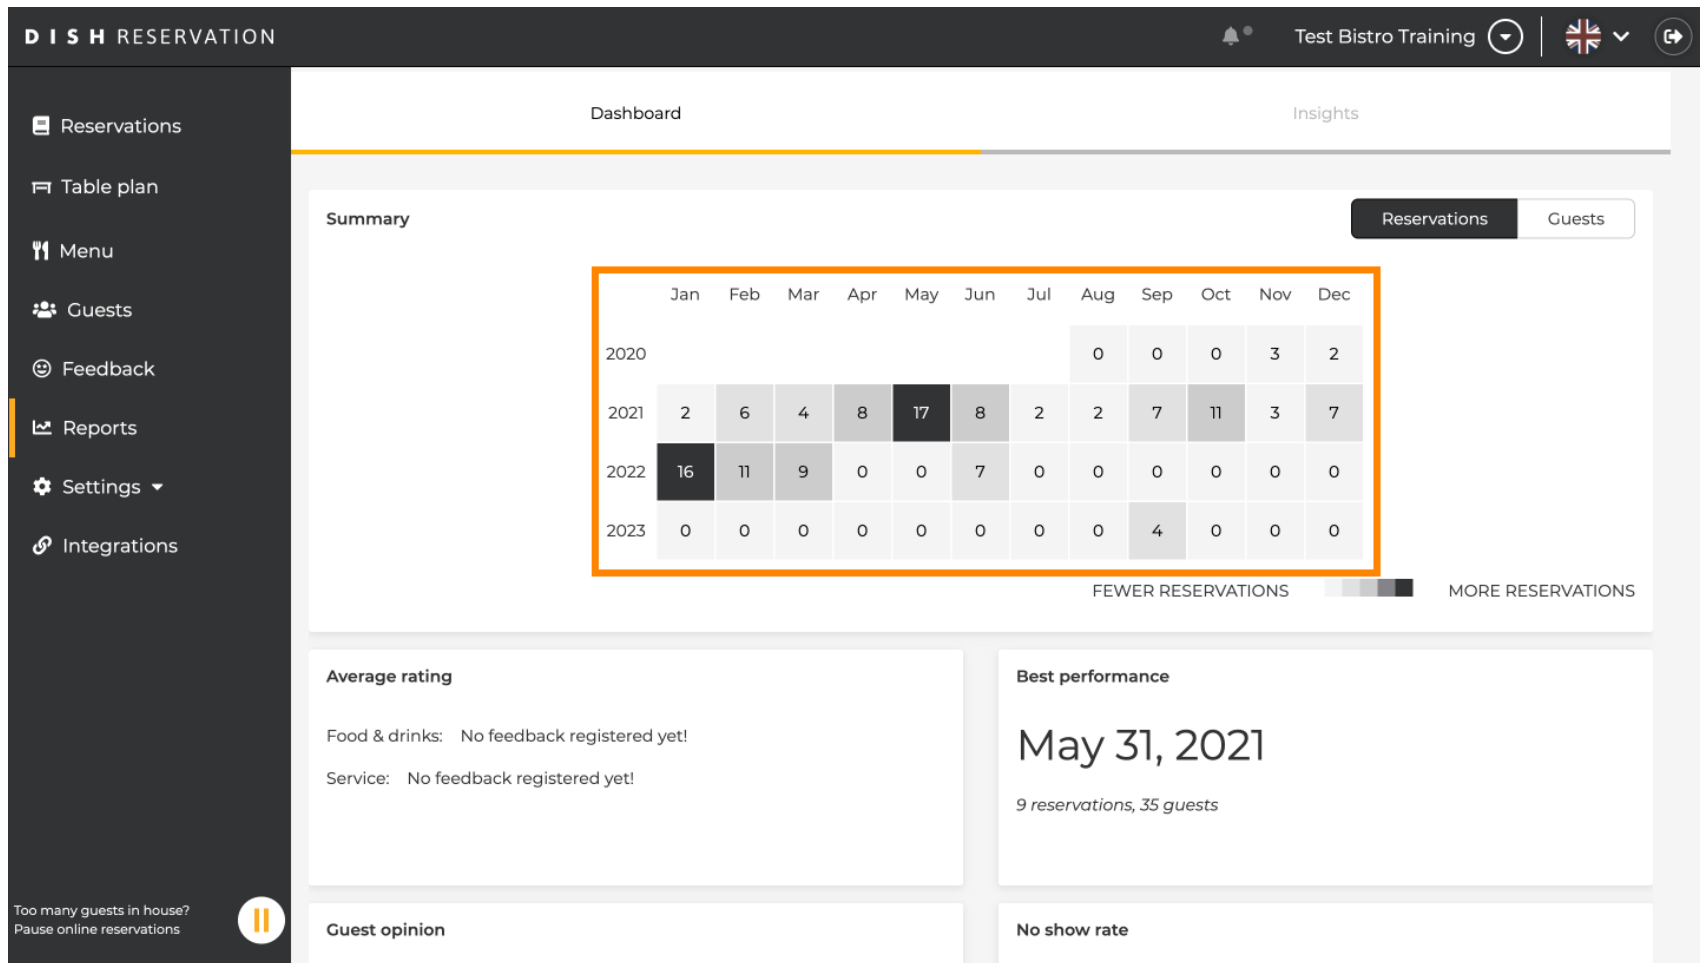 DISH RESERVATION
Test Bistro Training
Reservations
Table plan
Menu
Guests
Feedback
Reports
Settings
Integrations
Too many guests in house?
Pause online reservations
Dashboard Insights
Summary Reservations Guests
Jan Feb Mar Apr May Jun Jul Aug Sep Oct Nov Dec
2020 0 0 0 3 2
2021 2 6 4 8 17 8 2 2 7 11 3 7
2022 16 11 9 0 0 7 0 0 0 0 0 0
2023 0 0 0 0 0 0 0 0 4 0 0 0
FEWER RESERVATIONS MORE RESERVATIONS
Average rating
Food & drinks: No feedback registered yet!
Service: No feedback registered yet!
Best performance
May 31, 2021
9 reservations, 35 guests
Guest opinion
No show rate